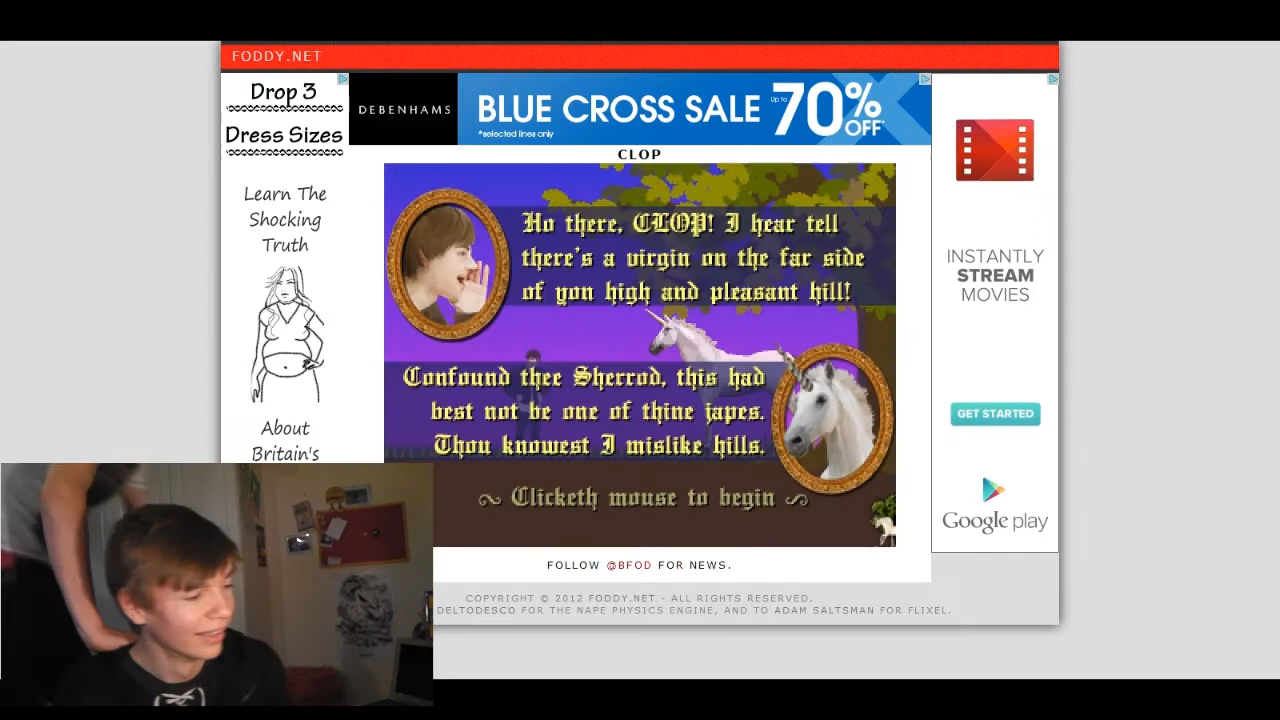 FODDY.NET
Drop 3
Dress Sizes
Learn The
Shocking
Truth
About
Britain's
DEBENHAMS
BLUE CROSS SALE
*selected lines only
Up to
70%
OFF*
CLOP
Ho there, CLOP! I hear tell
there's a virgin on the far side
of yon high and pleasant hill!
Confound thee Sherrod, this had
best not be one of thine japes.
Thou knowest I mislike hills.
~ Clicketh mouse to begin ~
INSTANTLY
STREAM
MOVIES
GET STARTED
Google play
FOLLOW @BFOD FOR NEWS.
COPYRIGHT © 2012 FODDY.NET - ALL RIGHTS RESERVED.
DELTODESCO FOR THE NAPE PHYSICS ENGINE, AND TO ADAM SALTSMAN FOR FLIXEL.